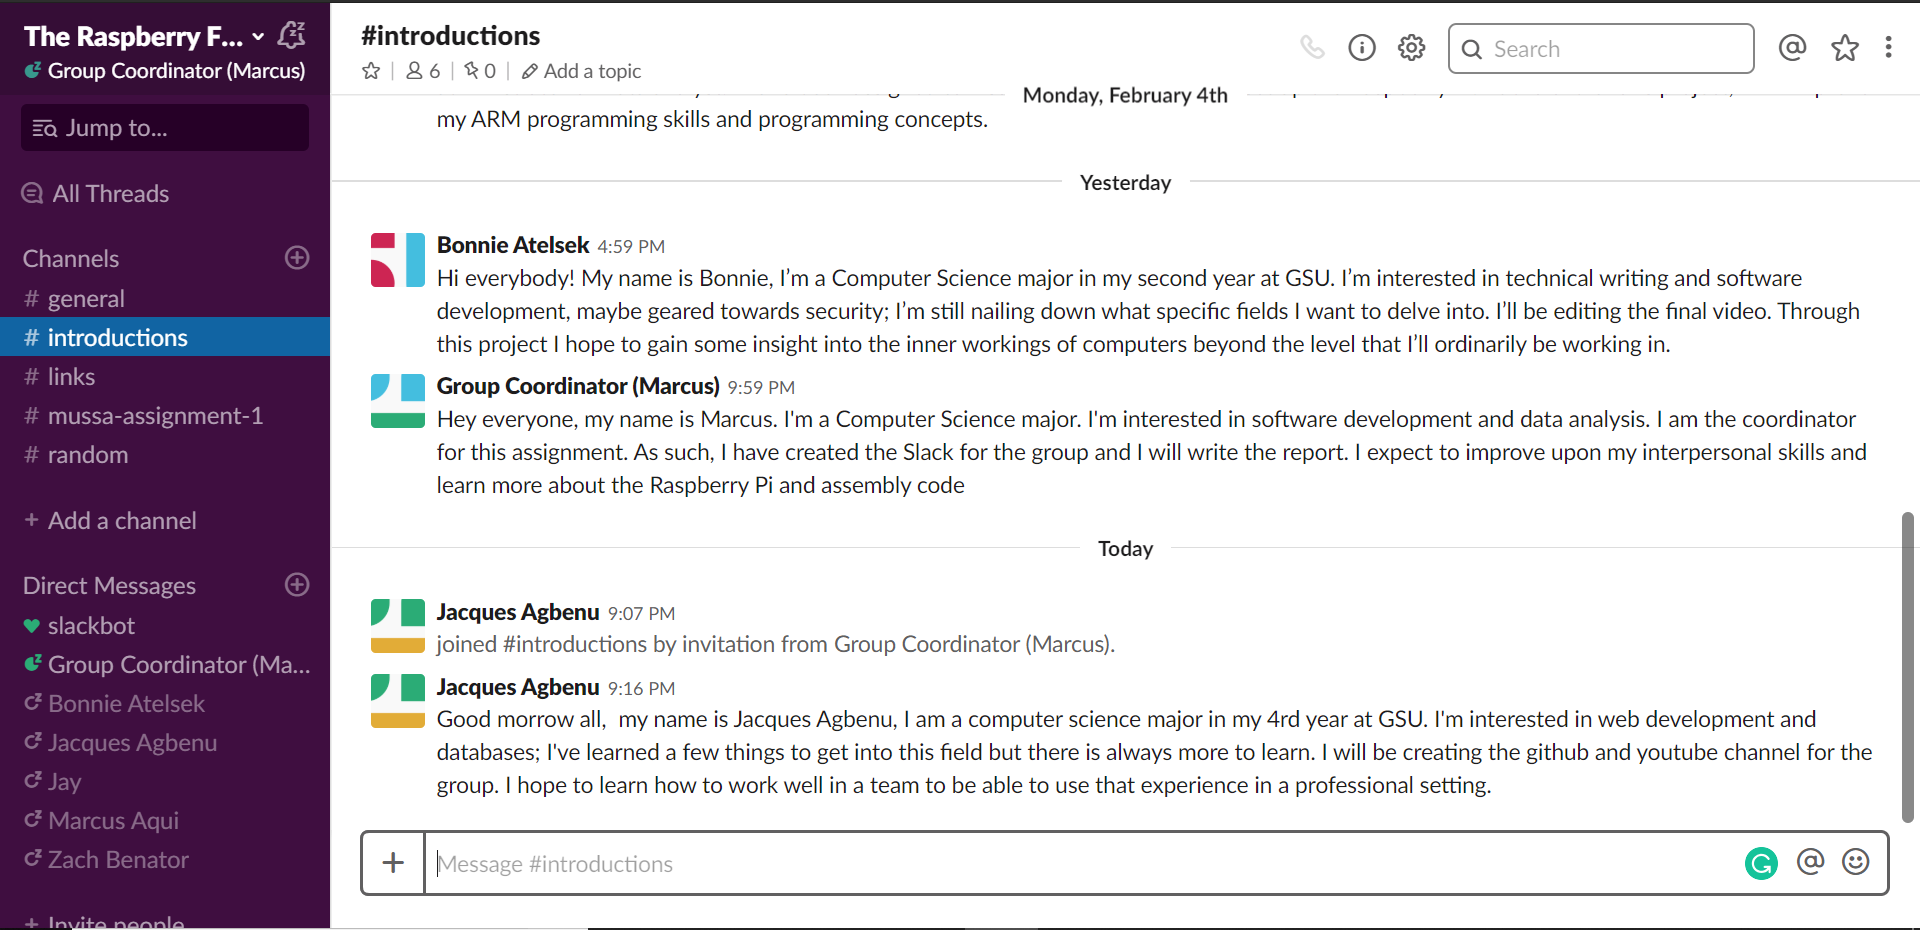 The Raspberry F...
Group Coordinator (Marcus)
Jump to...
All Threads
Channels
# general
# introductions
# links
# mussa-assignment-1
# random
+ Add a channel
Direct Messages
slackbot
Group Coordinator (Ma...
Bonnie Atelsek
Jacques Agbenu
Jay
Marcus Aqui
Zach Benator
+ Invite people
#introductions
6 | 0 | Add a topic
Search
Monday, February 4th
my ARM programming skills and programming concepts.
Yesterday
Bonnie Atelsek 4:59 PM
Hi everybody! My name is Bonnie, I’m a Computer Science major in my second year at GSU. I’m interested in technical writing and software
development, maybe geared towards security; I’m still nailing down what specific fields I want to delve into. I’ll be editing the final video. Through
this project I hope to gain some insight into the inner workings of computers beyond the level that I’ll ordinarily be working in.
Group Coordinator (Marcus) 9:59 PM
Hey everyone, my name is Marcus. I'm a Computer Science major. I'm interested in software development and data analysis. I am the coordinator
for this assignment. As such, I have created the Slack for the group and I will write the report. I expect to improve upon my interpersonal skills and
learn more about the Raspberry Pi and assembly code
Today
Jacques Agbenu 9:07 PM
joined #introductions by invitation from Group Coordinator (Marcus).
Jacques Agbenu 9:16 PM
Good morrow all,  my name is Jacques Agbenu, I am a computer science major in my 4rd year at GSU. I'm interested in web development and
databases; I've learned a few things to get into this field but there is always more to learn. I will be creating the github and youtube channel for the
group. I hope to learn how to work well in a team to be able to use that experience in a professional setting.
Message #introductions